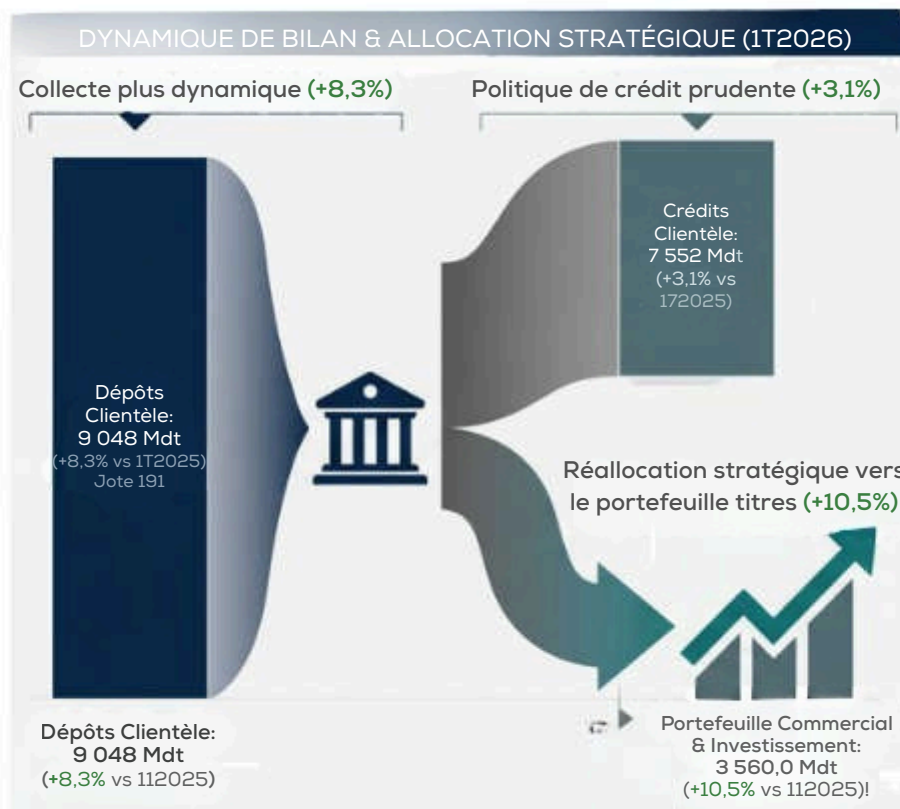 DYNAMIQUE DE BILAN & ALLOCATION STRATÉGIQUE (1T2026)
Collecte plus dynamique (+8,3%)
Politique de crédit prudente (+3,1%)
Crédits
Clientèle:
7 552 Mdt
(+3,1% vs
172025)
Dépôts
Clientèle:
9 048 Mdt
(+8,3% vs 1T2025)
Jote 191
Réallocation stratégique vers
le portefeuille titres (+10,5%)
Dépôts Clientèle:
9 048 Mdt
(+8,3% vs 112025)
Portefeuille Commercial
& Investissement:
3 560,0 Mdt
(+10,5% vs 112025)!